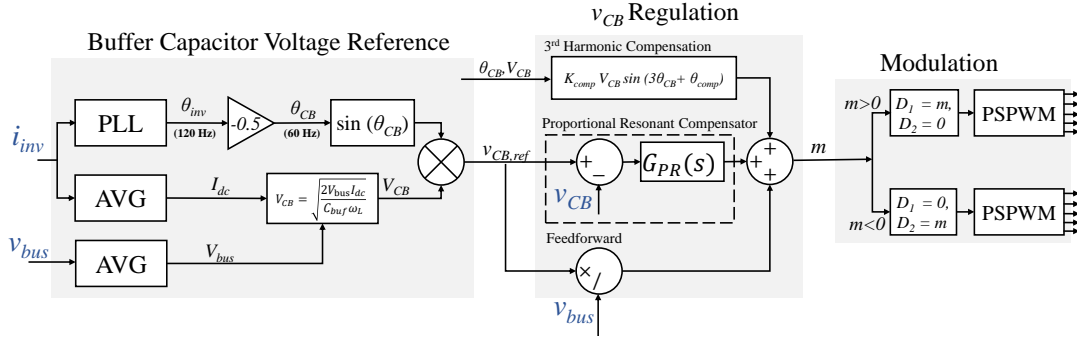 v_CB Regulation
Buffer Capacitor Voltage Reference
3rd Harmonic Compensation
θ_CB, V_CB
K_comp V_CB sin (3θ_CB + θ_comp)
Modulation
i_inv
PLL
θ_inv
(120 Hz)
-0.5
θ_CB
(60 Hz)
sin (θ_CB)
Proportional Resonant Compensator
v_CB,ref
+
−
G_PR(s)
v_CB
+
+
+
m
m>0
D_1 = m,
D_2 = 0
PSPWM
AVG
I_dc
V_CB = √(2V_bus I_dc / C_buf ω_L)
V_CB
m<0
D_1 = 0,
D_2 = m
PSPWM
v_bus
AVG
V_bus
Feedforward
×/
v_bus